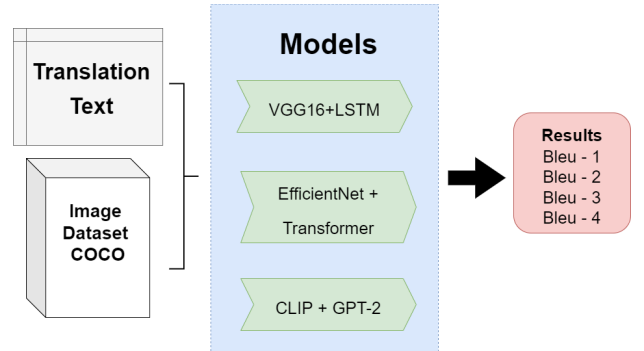 Translation
Text
Image
Dataset
COCO
Models
VGG16+LSTM
EfficientNet +
Transformer
CLIP + GPT-2
Results
Bleu - 1
Bleu - 2
Bleu - 3
Bleu - 4